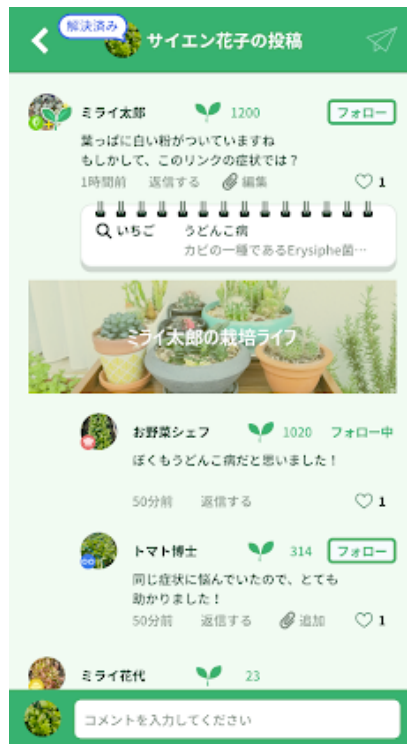 解決済み
サイエン花子の投稿
ミライ太郎 1200 フォロー
葉っぱに白い粉がついていますね
もしかして、このリンクの症状では？
1時間前 返信する 編集 1
いちご うどんこ病
カビの一種であるErysiphe菌…
ミライ太郎の栽培ライフ
お野菜シェフ 1020 フォロー中
ぼくもうどんこ病だと思いました！
50分前 返信する 1
トマト博士 314 フォロー
同じ症状に悩んでいたので、とても
助かりました！
50分前 返信する 追加 1
ミライ花代 23
コメントを入力してください